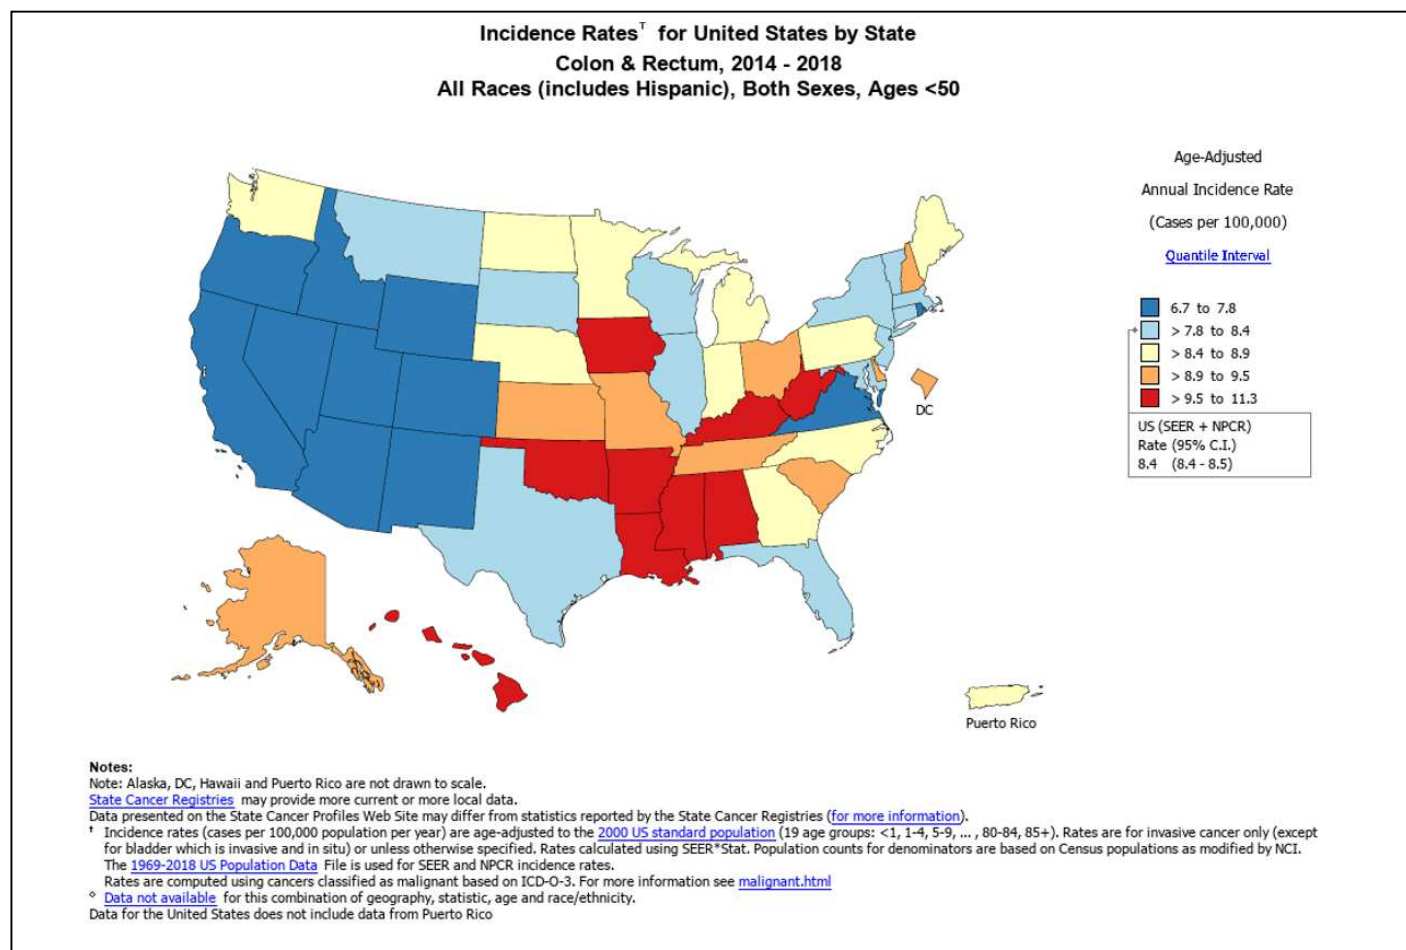 Incidence Rates† for United States by State
Colon & Rectum, 2014 - 2018
All Races (includes Hispanic), Both Sexes, Ages <50
Age-Adjusted
Annual Incidence Rate
(Cases per 100,000)
Quantile Interval
6.7 to 7.8
> 7.8 to 8.4
> 8.4 to 8.9
> 8.9 to 9.5
> 9.5 to 11.3
US (SEER + NPCR)
Rate (95% C.I.)
8.4 (8.4 - 8.5)
DC
Puerto Rico
Notes:
Note: Alaska, DC, Hawaii and Puerto Rico are not drawn to scale.
State Cancer Registries may provide more current or more local data.
Data presented on the State Cancer Profiles Web Site may differ from statistics reported by the State Cancer Registries (for more information).
† Incidence rates (cases per 100,000 population per year) are age-adjusted to the 2000 US standard population (19 age groups: <1, 1-4, 5-9, ... , 80-84, 85+). Rates are for invasive cancer only (except
for bladder which is invasive and in situ) or unless otherwise specified. Rates calculated using SEER*Stat. Population counts for denominators are based on Census populations as modified by NCI.
The 1969-2018 US Population Data File is used for SEER and NPCR incidence rates.
Rates are computed using cancers classified as malignant based on ICD-O-3. For more information see malignant.html
◇ Data not available for this combination of geography, statistic, age and race/ethnicity.
Data for the United States does not include data from Puerto Rico